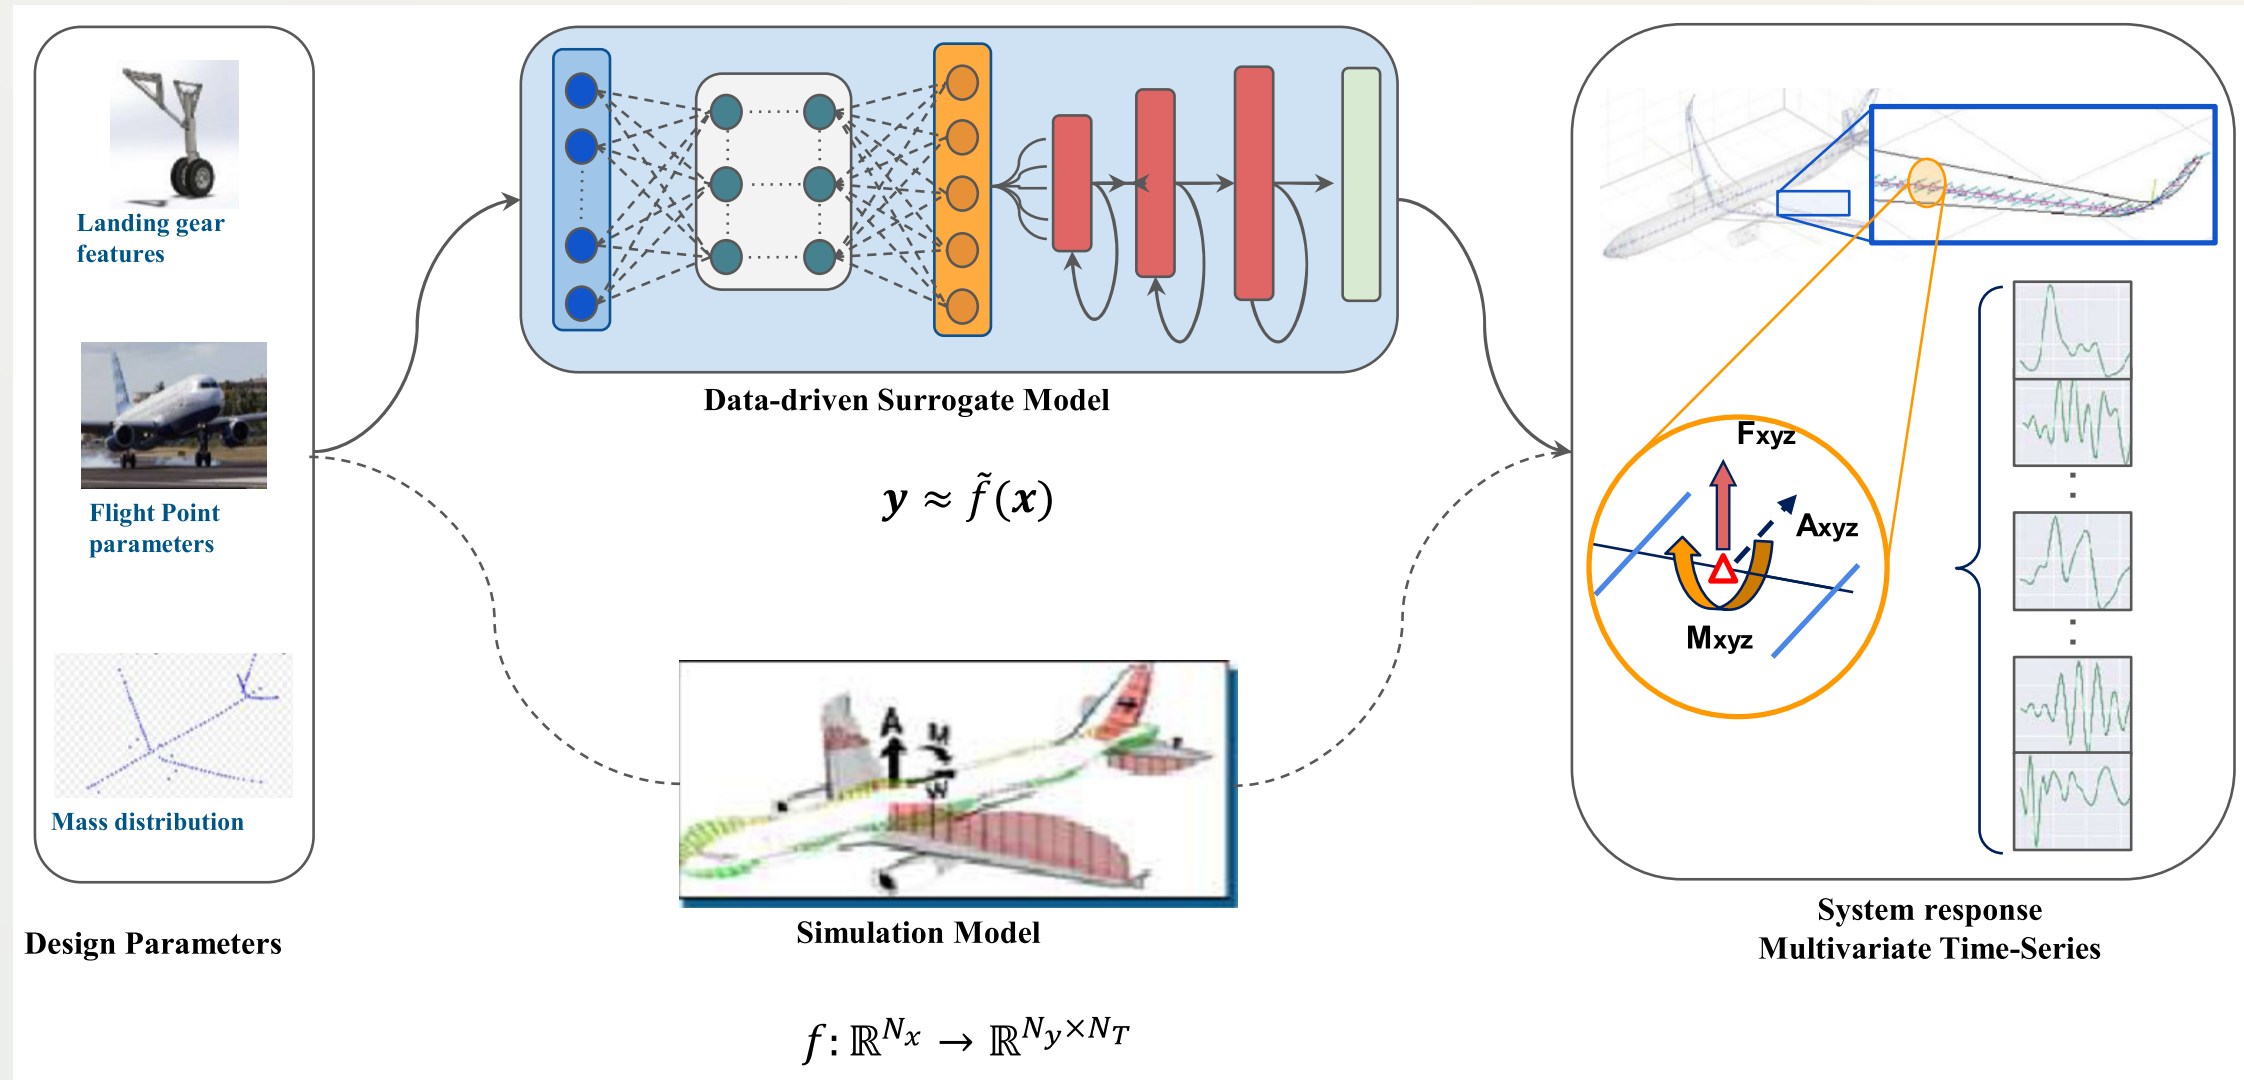 Landing gear
features
Flight Point
parameters
Mass distribution
Design Parameters
Data-driven Surrogate Model
y ≈ f̃(x)
A
M
W
Simulation Model
f: ℝ^{N_x} → ℝ^{N_y×N_T}
Fxyz
Axyz
Mxyz
System response
Multivariate Time-Series